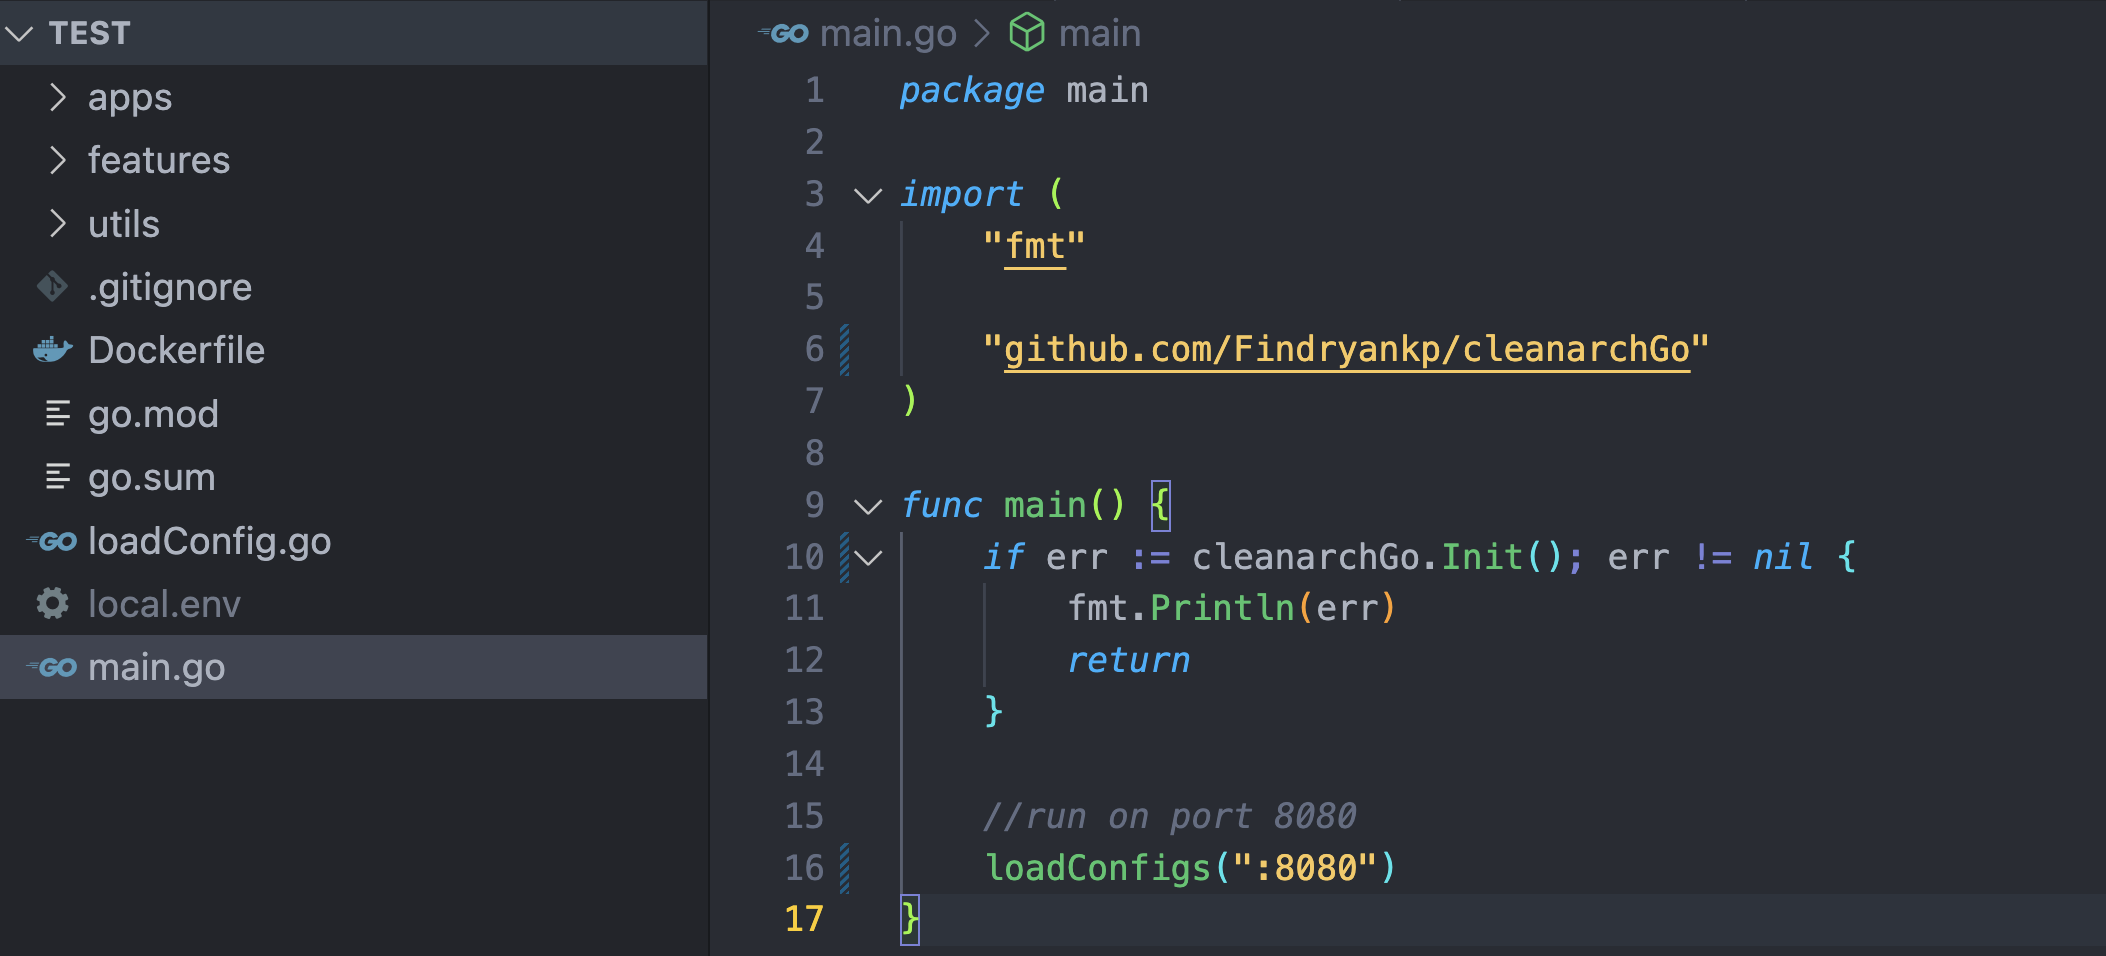 TEST
apps
features
utils
.gitignore
Dockerfile
go.mod
go.sum
GO loadConfig.go
local.env
GO main.go
GO main.go > main
1 package main
2
3 import (
4 "fmt"
5
6 "github.com/Findryankp/cleanarchGo"
7 )
8
9 func main() {
10 if err := cleanarchGo.Init(); err != nil {
11 fmt.Println(err)
12 return
13 }
14
15 //run on port 8080
16 loadConfigs(":8080")
17 }